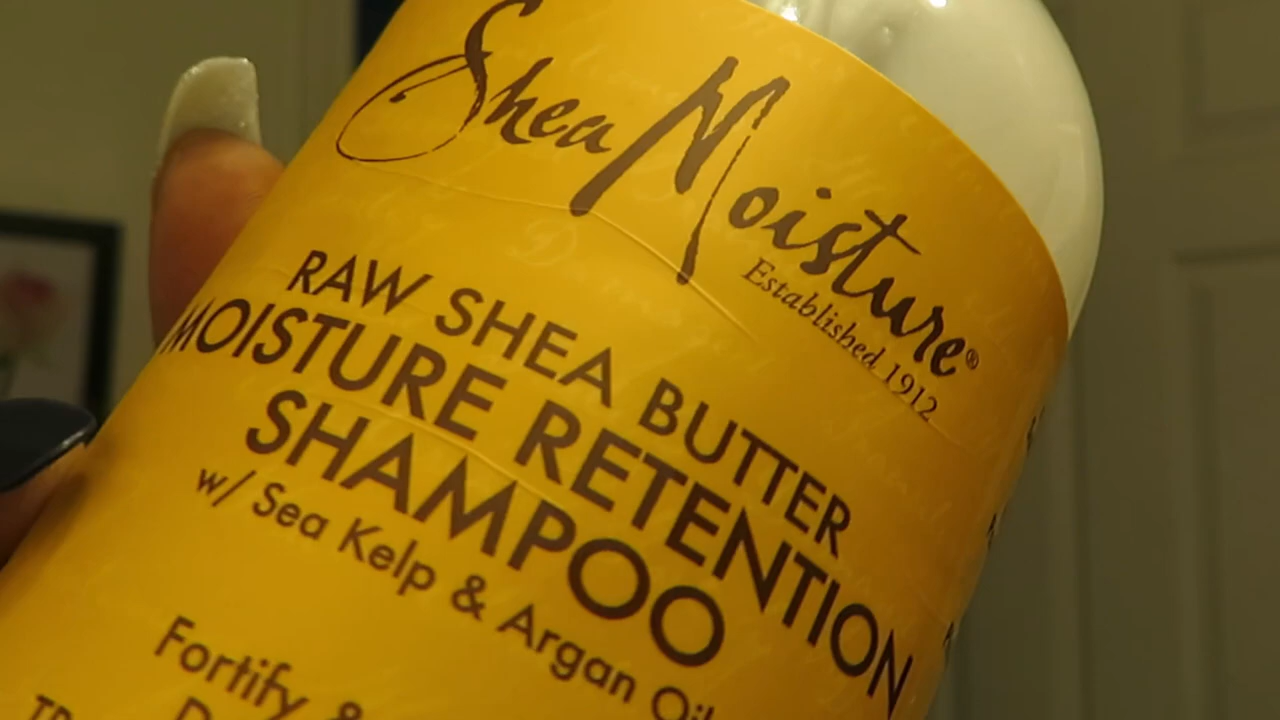 Shea Moisture®
Established 1912
RAW SHEA BUTTER
MOISTURE RETENTION
SHAMPOO
w/ Sea Kelp & Argan Oil
Fortify &